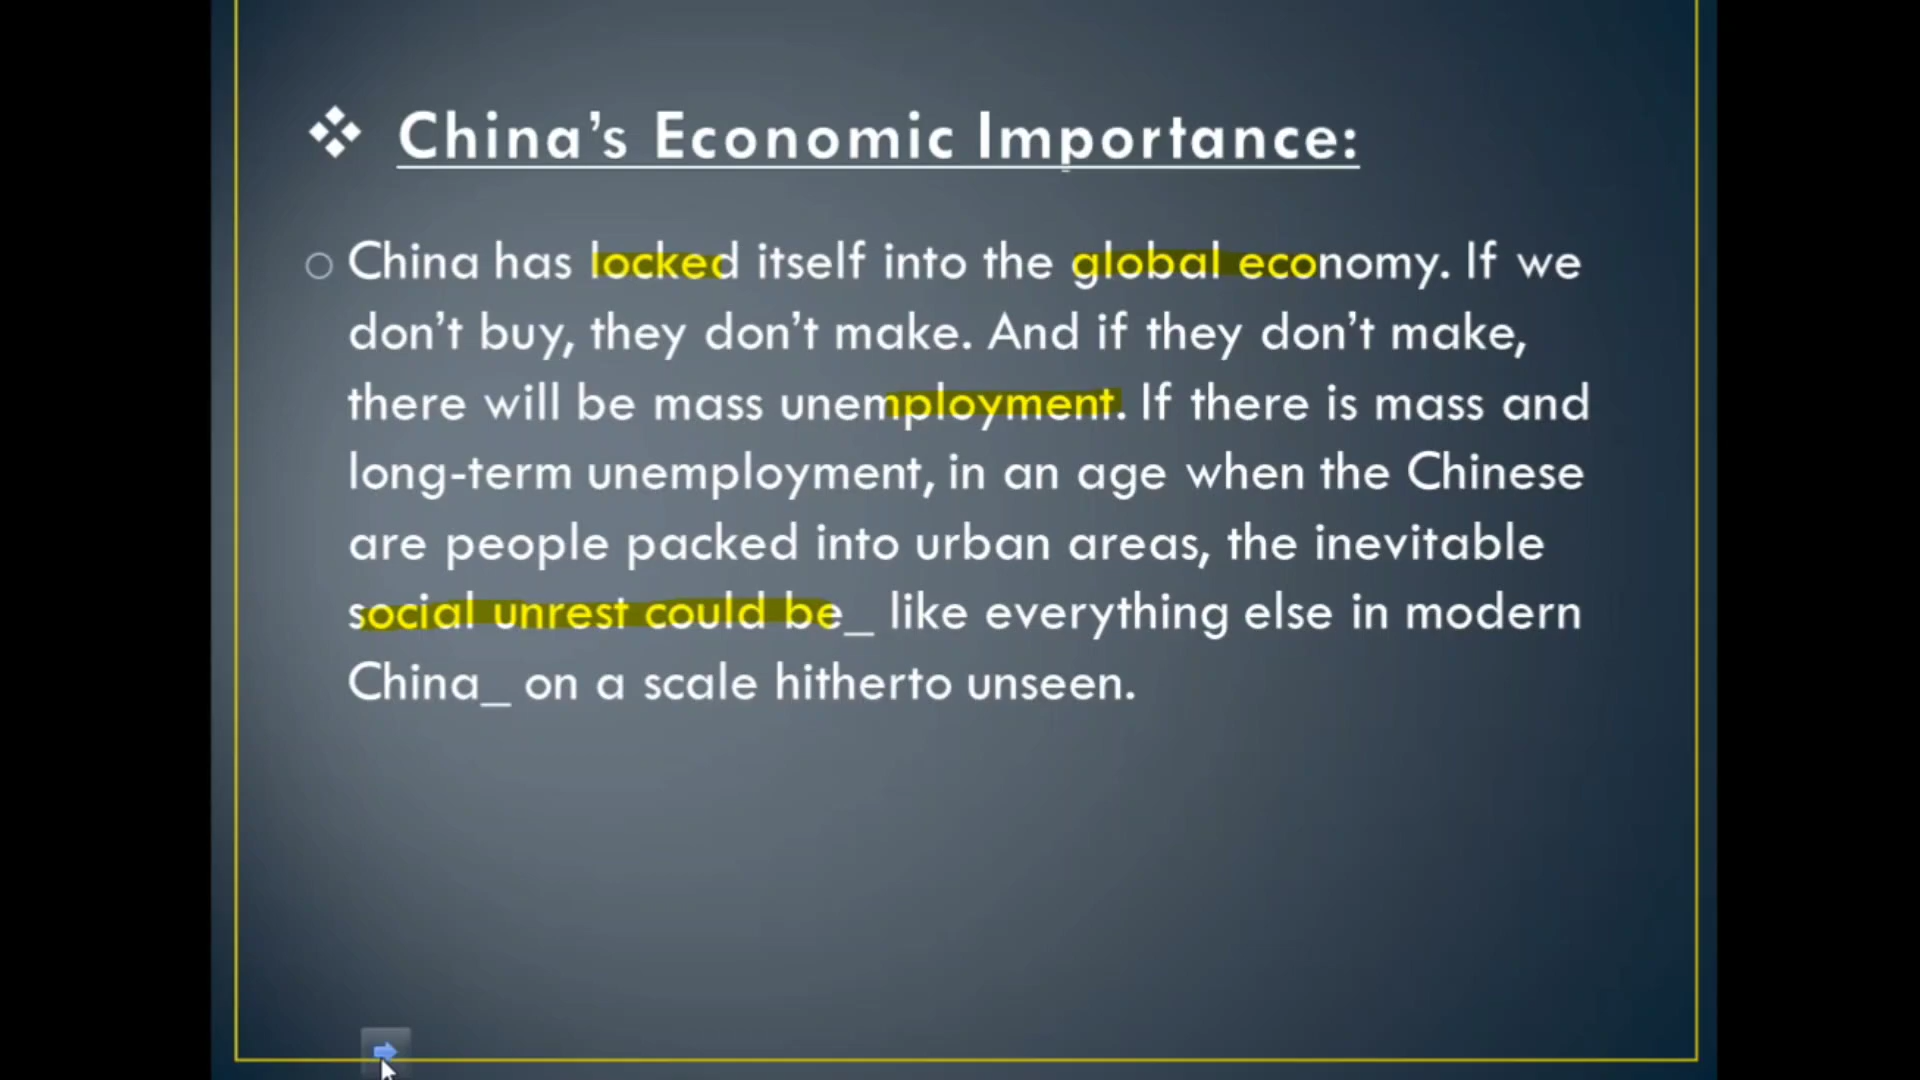 ❖ China's Economic Importance:
○ China has locked itself into the global economy. If we
don't buy, they don't make. And if they don't make,
there will be mass unemployment. If there is mass and
long-term unemployment, in an age when the Chinese
are people packed into urban areas, the inevitable
social unrest could be_ like everything else in modern
China_ on a scale hitherto unseen.